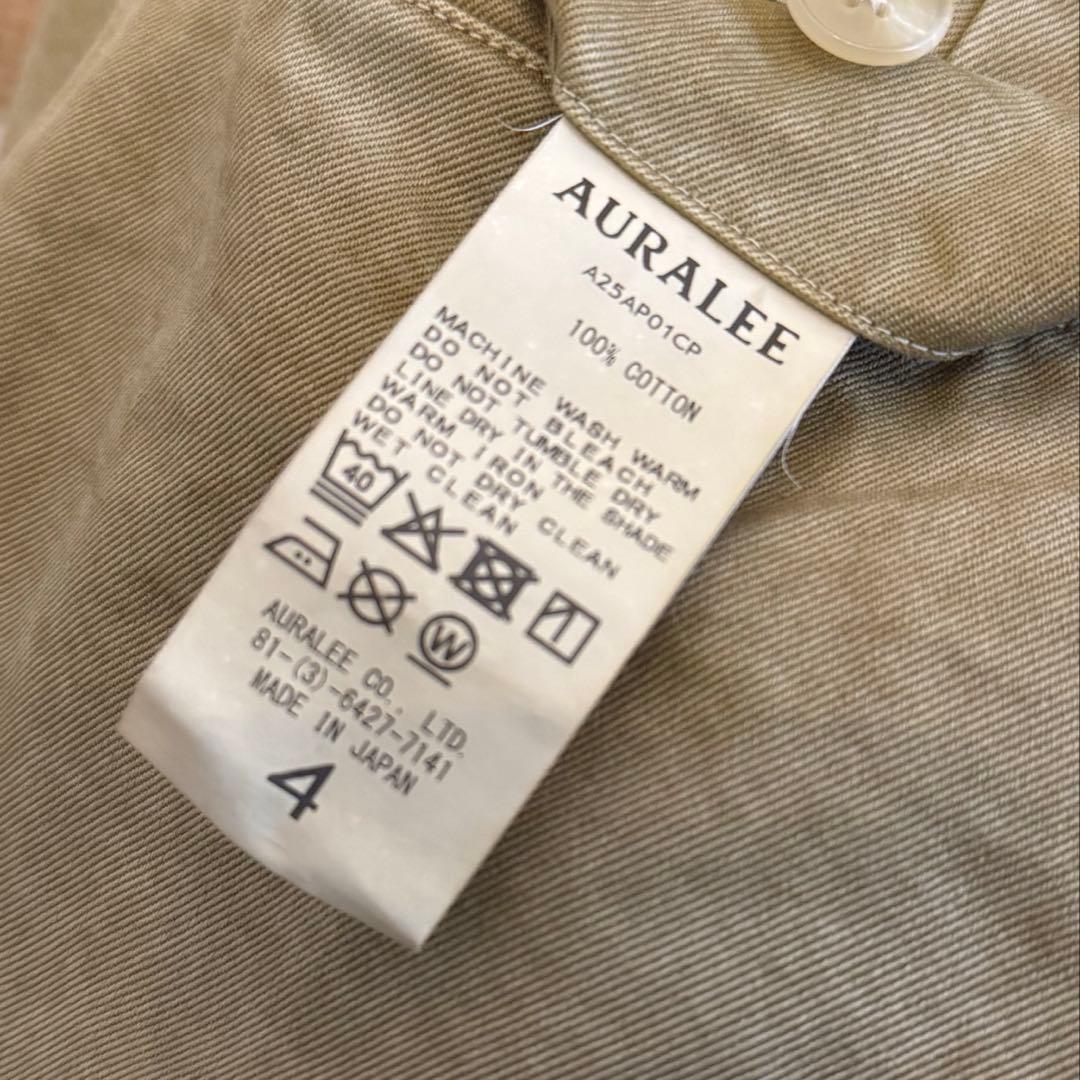 AURALEE
A25AP01CP
100% COTTON
MACHINE WASH WARM
DO NOT BLEACH
DO NOT TUMBLE DRY
LINE DRY IN THE SHADE
WARM IRON
DO NOT DRY CLEAN
WET CLEAN
40
W
AURALEE CO., LTD.
81-(3)-6427-7141
MADE IN JAPAN
4